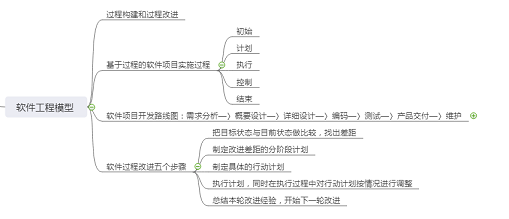 过程构建和过程改进
初始
计划
基于过程的软件项目实施过程
执行
控制
结束
软件工程模型
软件项目开发路线图：需求分析—〉概要设计—〉详细设计—〉编码—〉测试—〉产品交付—〉维护
把目标状态与目前状态做比较，找出差距
制定改进差距的分阶段计划
软件过程改进五个步骤
制定具体的行动计划
执行计划，同时在执行过程中对行动计划按情况进行调整
总结本轮改进经验，开始下一轮改进